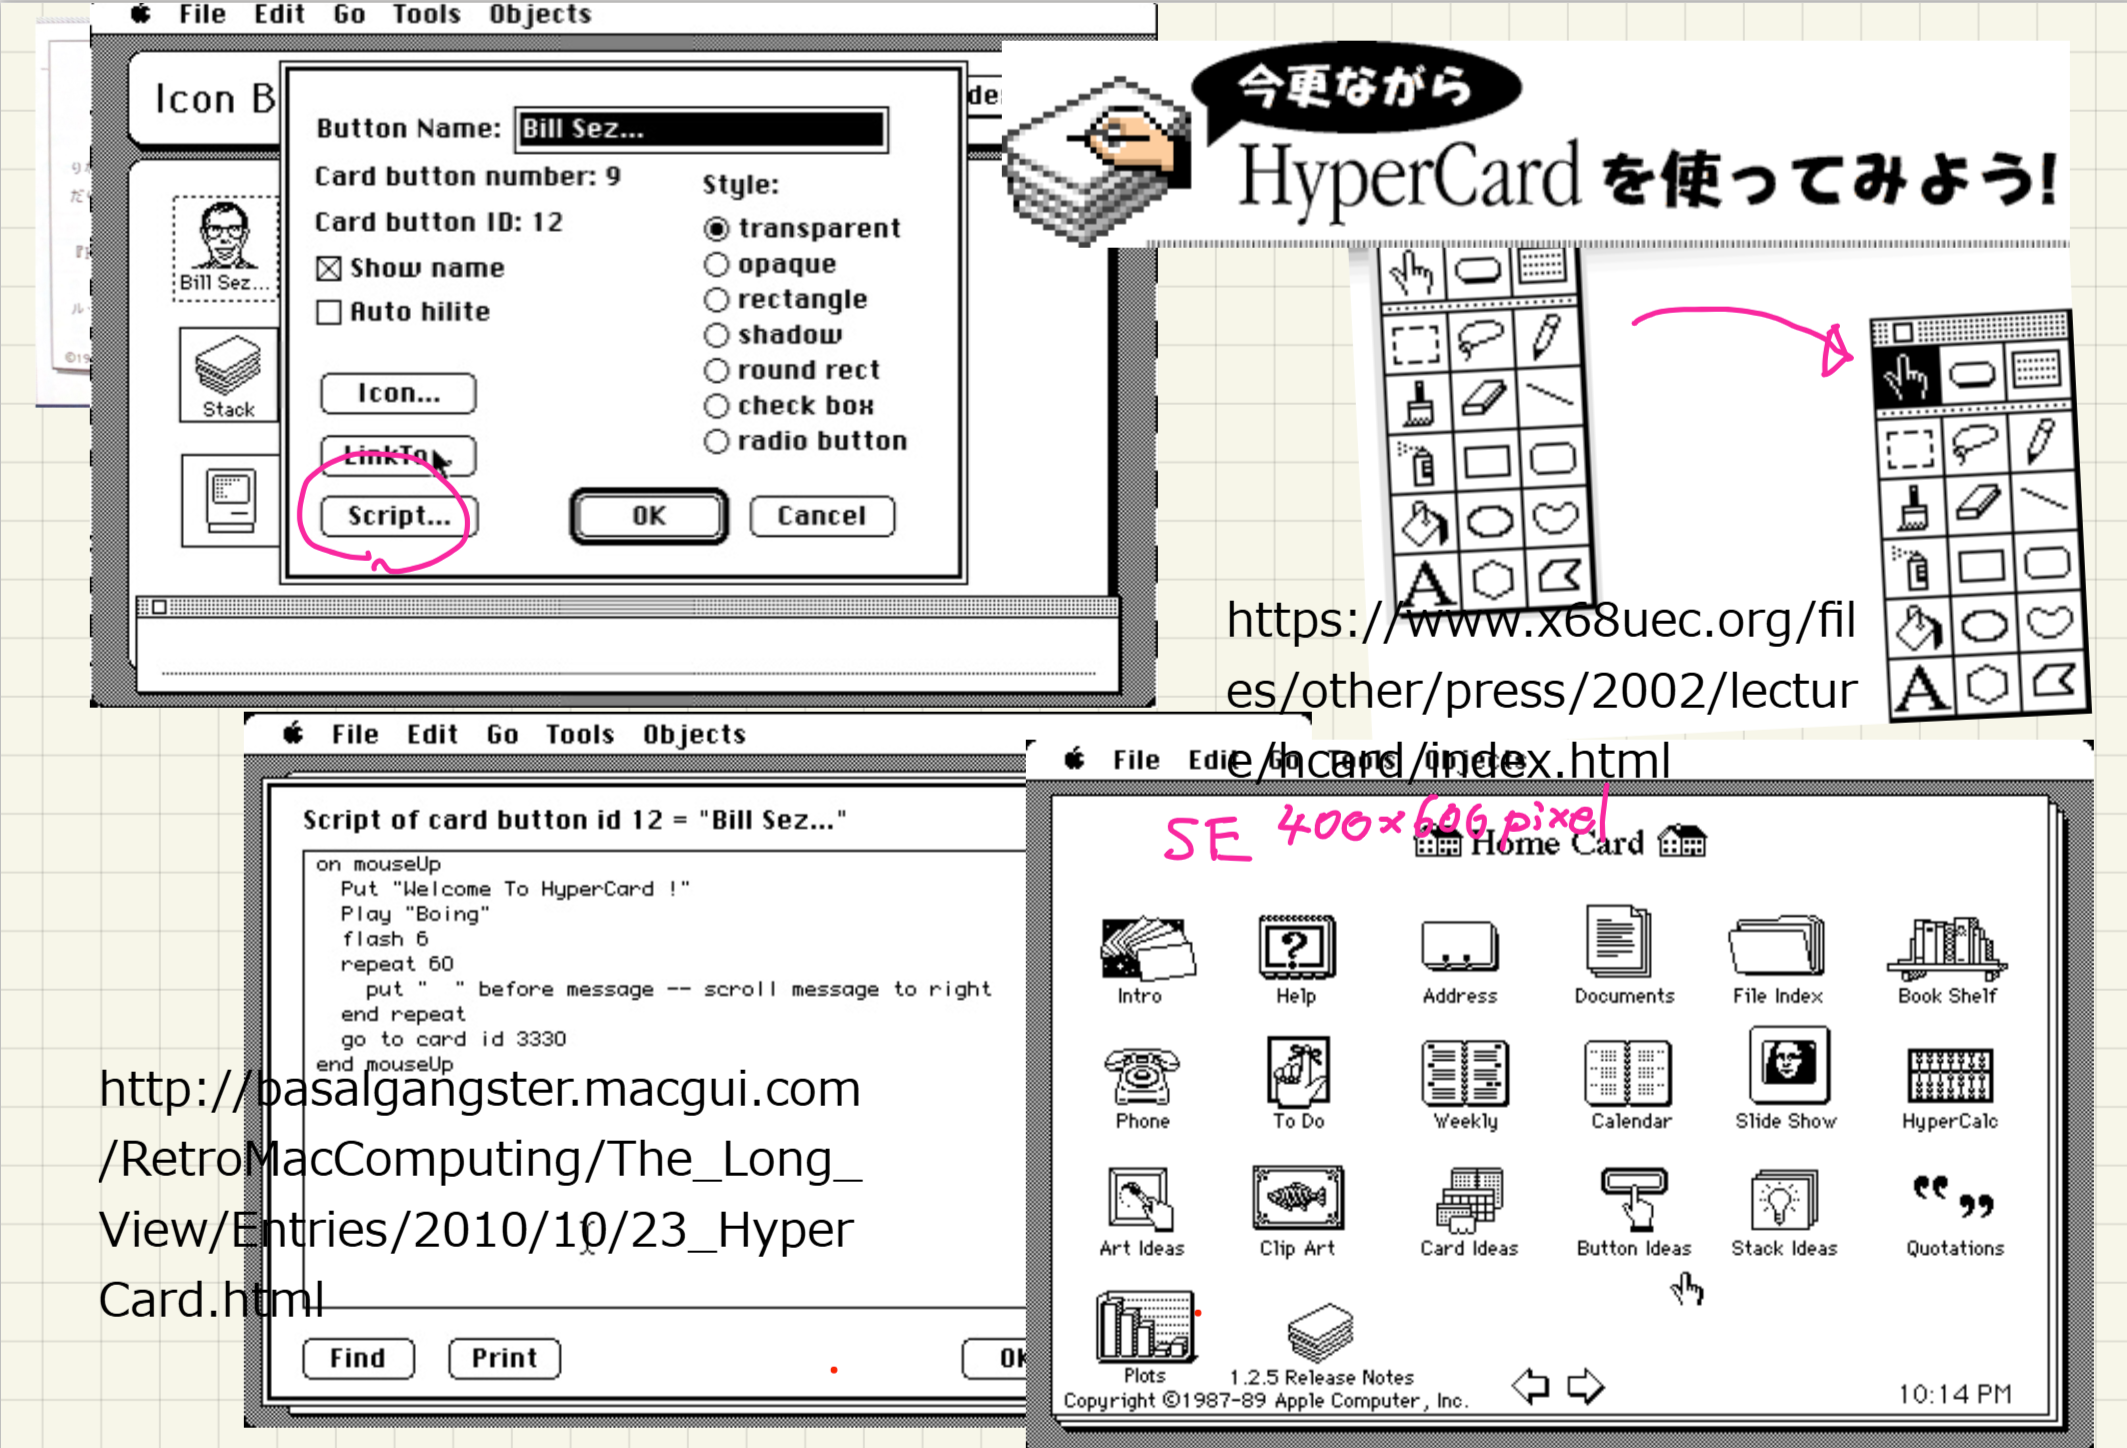 File Edit Go Tools Objects
Icon B
Button Name: Bill Sez...
Card button number: 9
Card button ID: 12
Show name
Auto hilite
Style:
transparent
opaque
rectangle
shadow
round rect
check box
radio button
Icon...
LinkTo...
Script...
OK
Cancel
Bill Sez...
Stack
©19
今更ながら
HyperCard を使ってみよう!
A
A
https://www.x68uec.org/fil
es/other/press/2002/lectur
e/hcard/index.html
File Edit Go Tools Objects
Script of card button id 12 = "Bill Sez..."
on mouseUp
Put "Welcome To HyperCard !"
Play "Boing"
flash 6
repeat 60
put "  " before message -- scroll message to right
end repeat
go to card id 3330
end mouseUp
http://basalgangster.macgui.com
/RetroMacComputing/The_Long_
View/Entries/2010/10/23_Hyper
Card.html
Find
Print
OK
File Edit Go Tools Objects
SE 400×600 pixel
Home Card
Intro
Help
Address
Documents
File Index
Book Shelf
Phone
To Do
Weekly
Calendar
Slide Show
HyperCalc
Art Ideas
Clip Art
Card Ideas
Button Ideas
Stack Ideas
Quotations
Plots
1.2.5 Release Notes
Copyright ©1987-89 Apple Computer, Inc.
10:14 PM